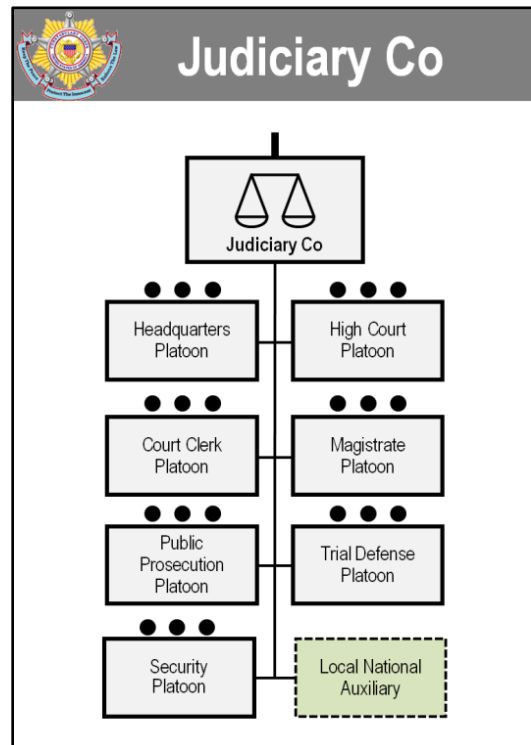 Judiciary Co
Judiciary Co
Headquarters
Platoon
High Court
Platoon
Court Clerk
Platoon
Magistrate
Platoon
Public
Prosecution
Platoon
Trial Defense
Platoon
Security
Platoon
Local National
Auxiliary